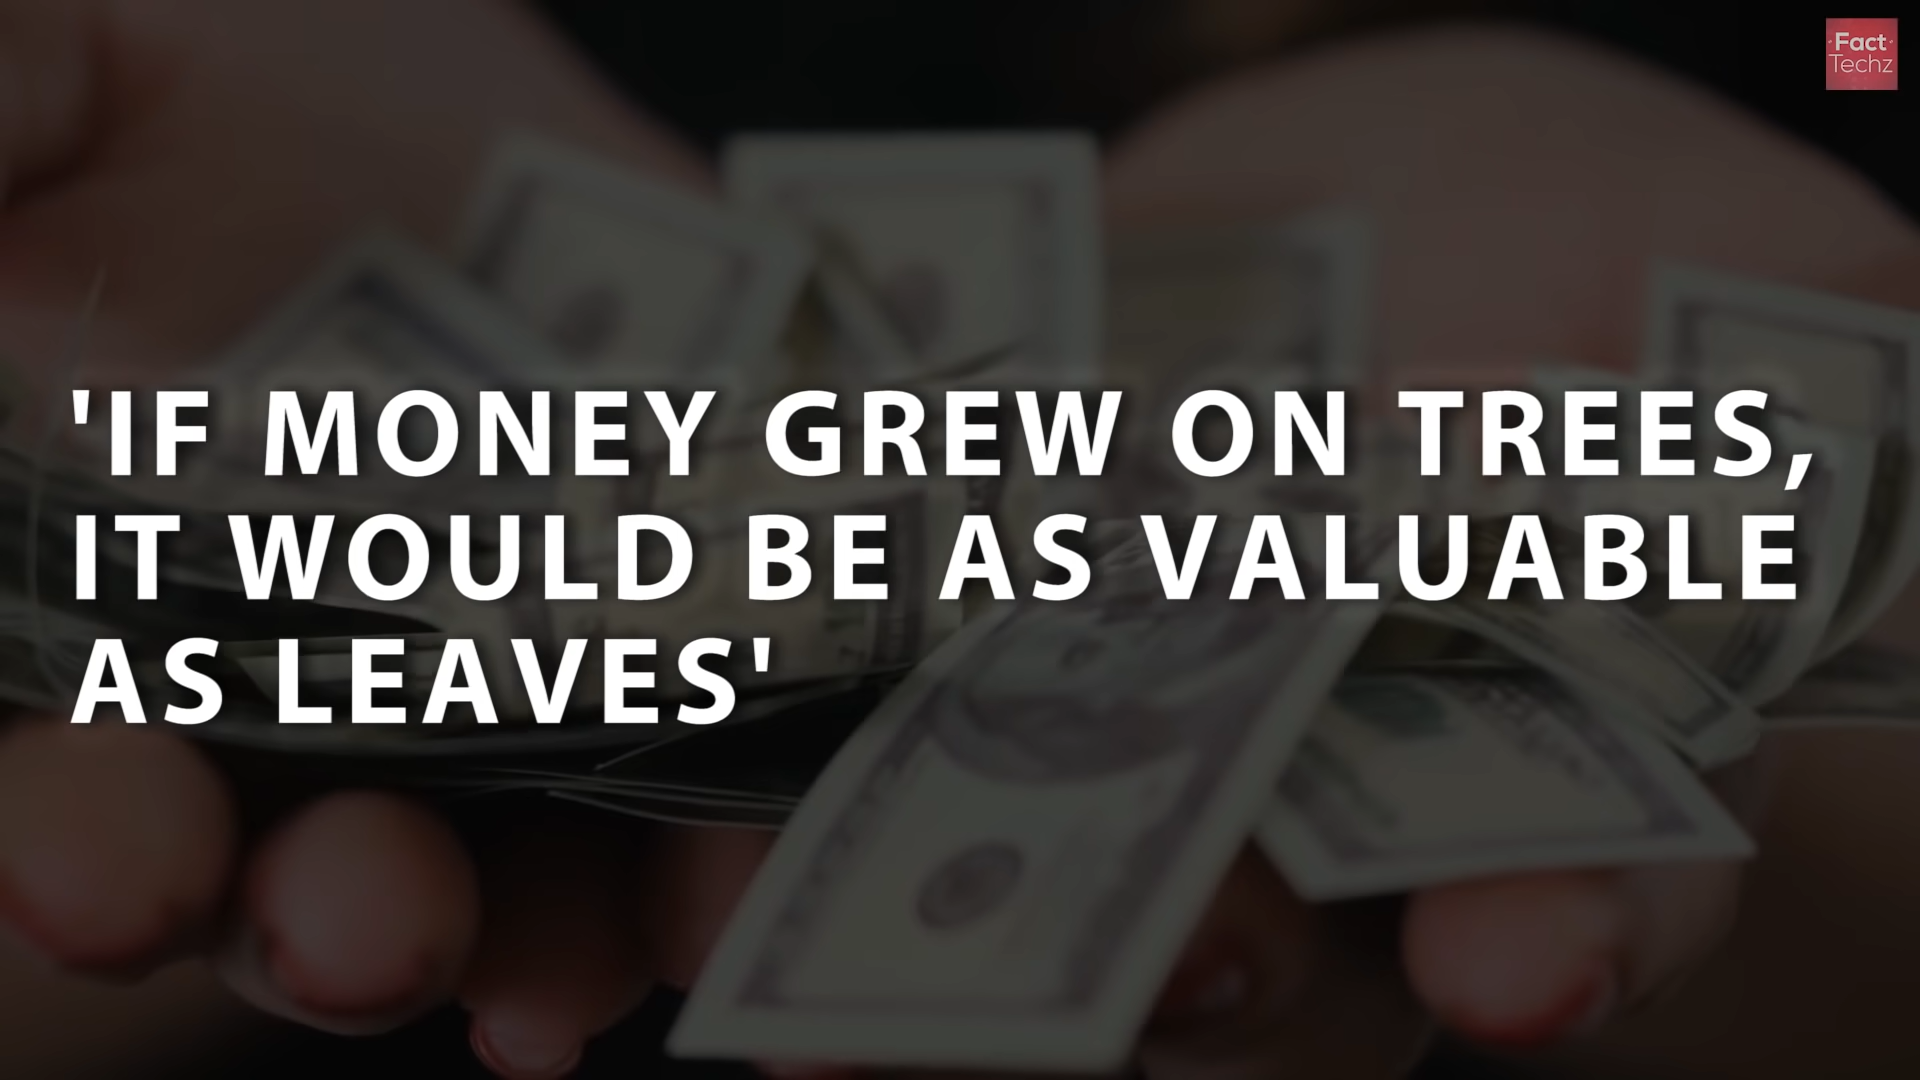 Fact
Techz
'IF MONEY GREW ON TREES,
IT WOULD BE AS VALUABLE
AS LEAVES'